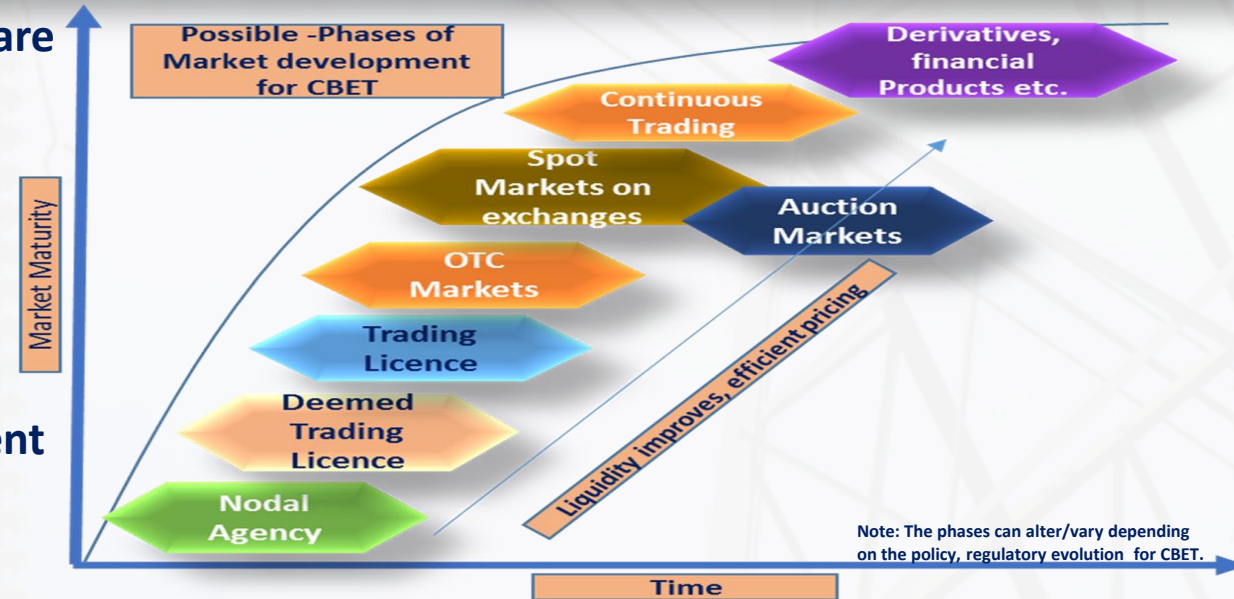 are
Possible -Phases of
Market development
for CBET
Derivatives,
financial
Products etc.
Continuous
Trading
Spot
Markets on
exchanges
Auction
Markets
OTC
Markets
Trading
Licence
Deemed
Trading
Licence
ent
Nodal
Agency
Market Maturity
Liquidity improves, efficient pricing
Note: The phases can alter/vary depending
on the policy, regulatory evolution for CBET.
Time